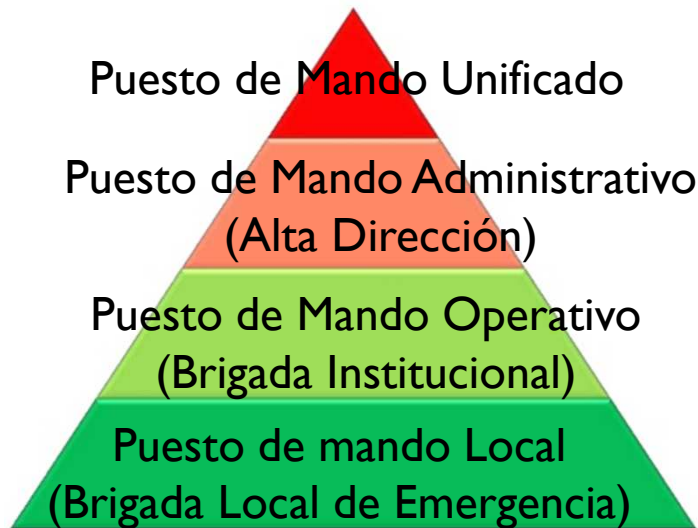 Puesto de Mando Unificado
Puesto de Mando Administrativo
(Alta Dirección)
Puesto de Mando Operativo
(Brigada Institucional)
Puesto de mando Local
(Brigada Local de Emergencia)